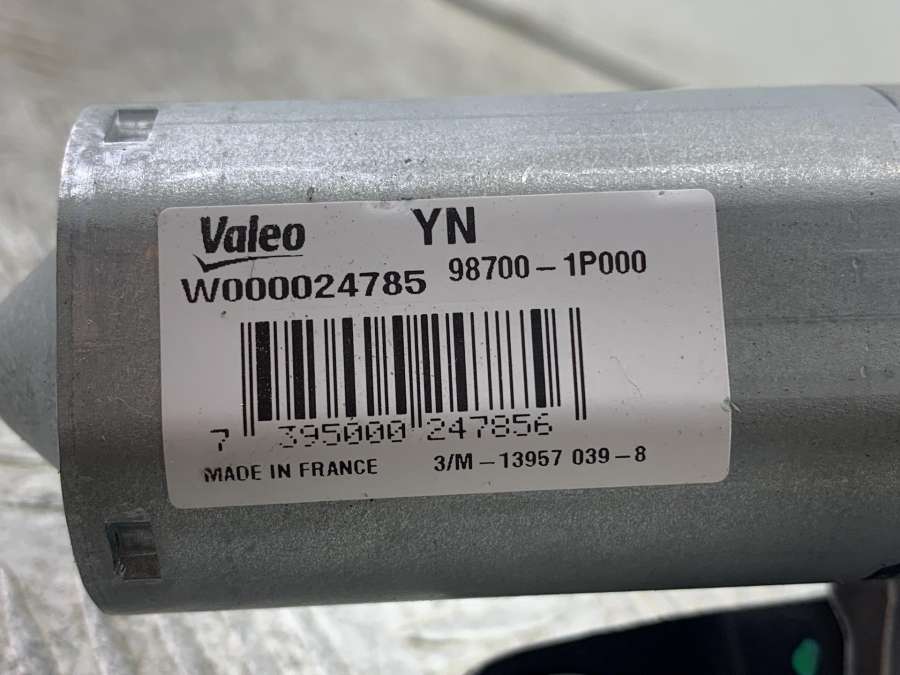 Valeo YN
W000024785 98700-1P000
7 395000 247856
MADE IN FRANCE 3/M-13957 039-8